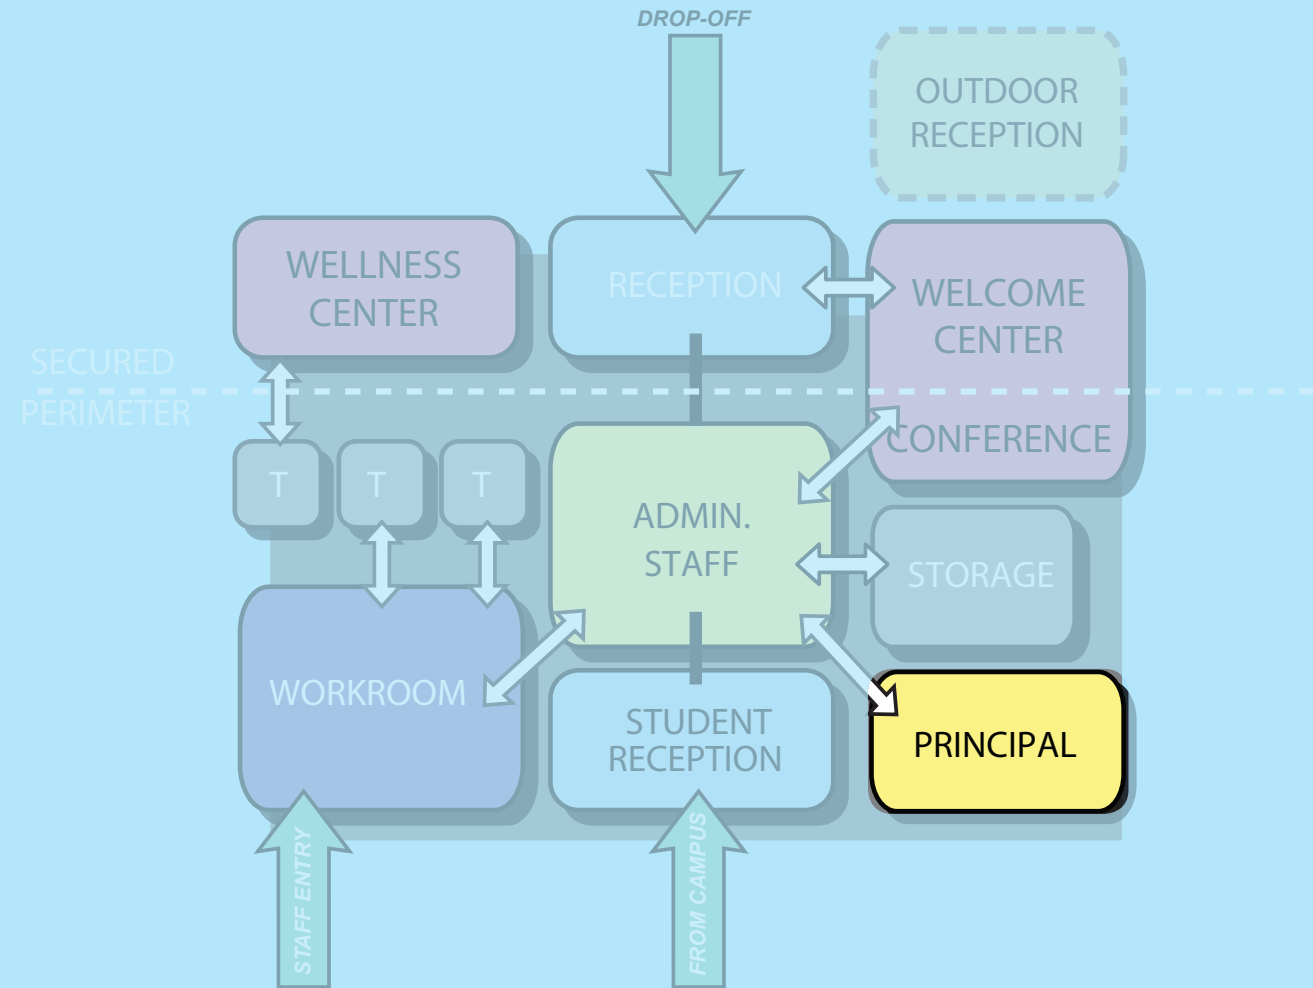 DROP-OFF
OUTDOOR
RECEPTION
WELLNESS
CENTER
RECEPTION
WELCOME
CENTER
SECURED
PERIMETER
CONFERENCE
T
T
T
ADMIN.
STAFF
STORAGE
WORKROOM
STUDENT
RECEPTION
PRINCIPAL
STAFF ENTRY
FROM CAMPUS